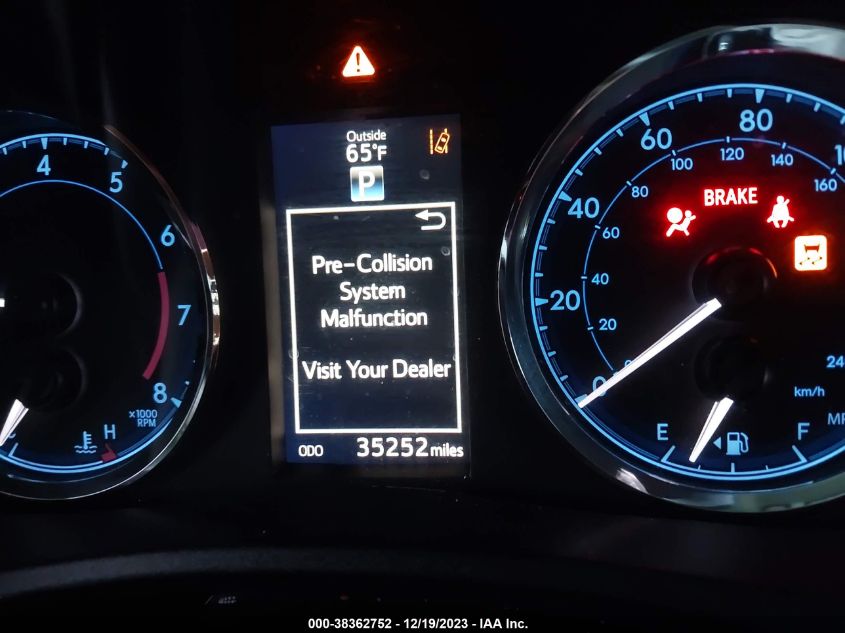 Outside
65°F
P
Pre-Collision
System
Malfunction
Visit Your Dealer
ODO 35252 miles
4
5
6
7
8
x1000
RPM
H
0
20
40
60
80
20
40
60
80
100
120
140
160
BRAKE
km/h
E
F
000-38362752 - 12/19/2023 - IAA Inc.